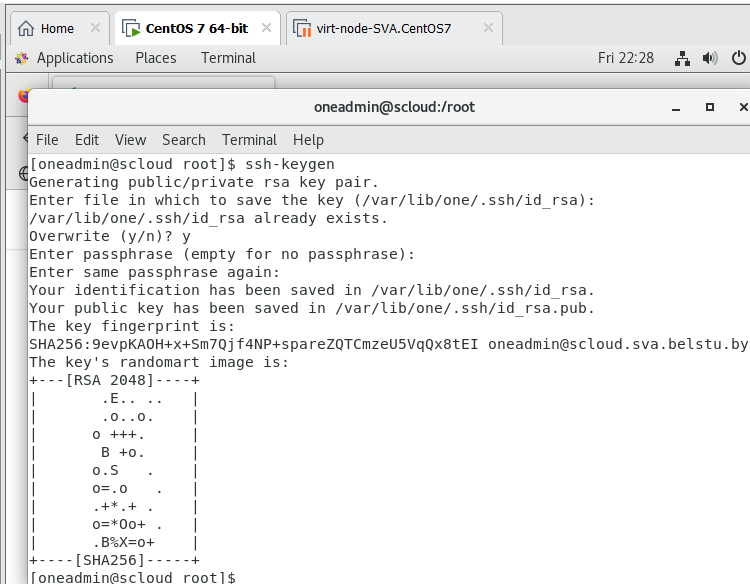 Home CentOS 7 64-bit virt-node-SVA.CentOS7
Applications Places Terminal Fri 22:28
oneadmin@scloud:/root
File Edit View Search Terminal Help
[oneadmin@scloud root]$ ssh-keygen
Generating public/private rsa key pair.
Enter file in which to save the key (/var/lib/one/.ssh/id_rsa):
/var/lib/one/.ssh/id_rsa already exists.
Overwrite (y/n)? y
Enter passphrase (empty for no passphrase):
Enter same passphrase again:
Your identification has been saved in /var/lib/one/.ssh/id_rsa.
Your public key has been saved in /var/lib/one/.ssh/id_rsa.pub.
The key fingerprint is:
SHA256:9evpKAOH+x+Sm7Qjf4NP+spareZQTCmzeU5VqQx8tEI oneadmin@scloud.sva.belstu.by
The key's randomart image is:
+---[RSA 2048]----+
|       .E.. ..   |
|       .o..o.    |
|      o +++.     |
|       B +o.     |
|      o.S   .    |
|      o=.o   .   |
|      .+*.+ .    |
|      o=*Oo+ .   |
|      .B%X=o+    |
+----[SHA256]-----+
[oneadmin@scloud root]$